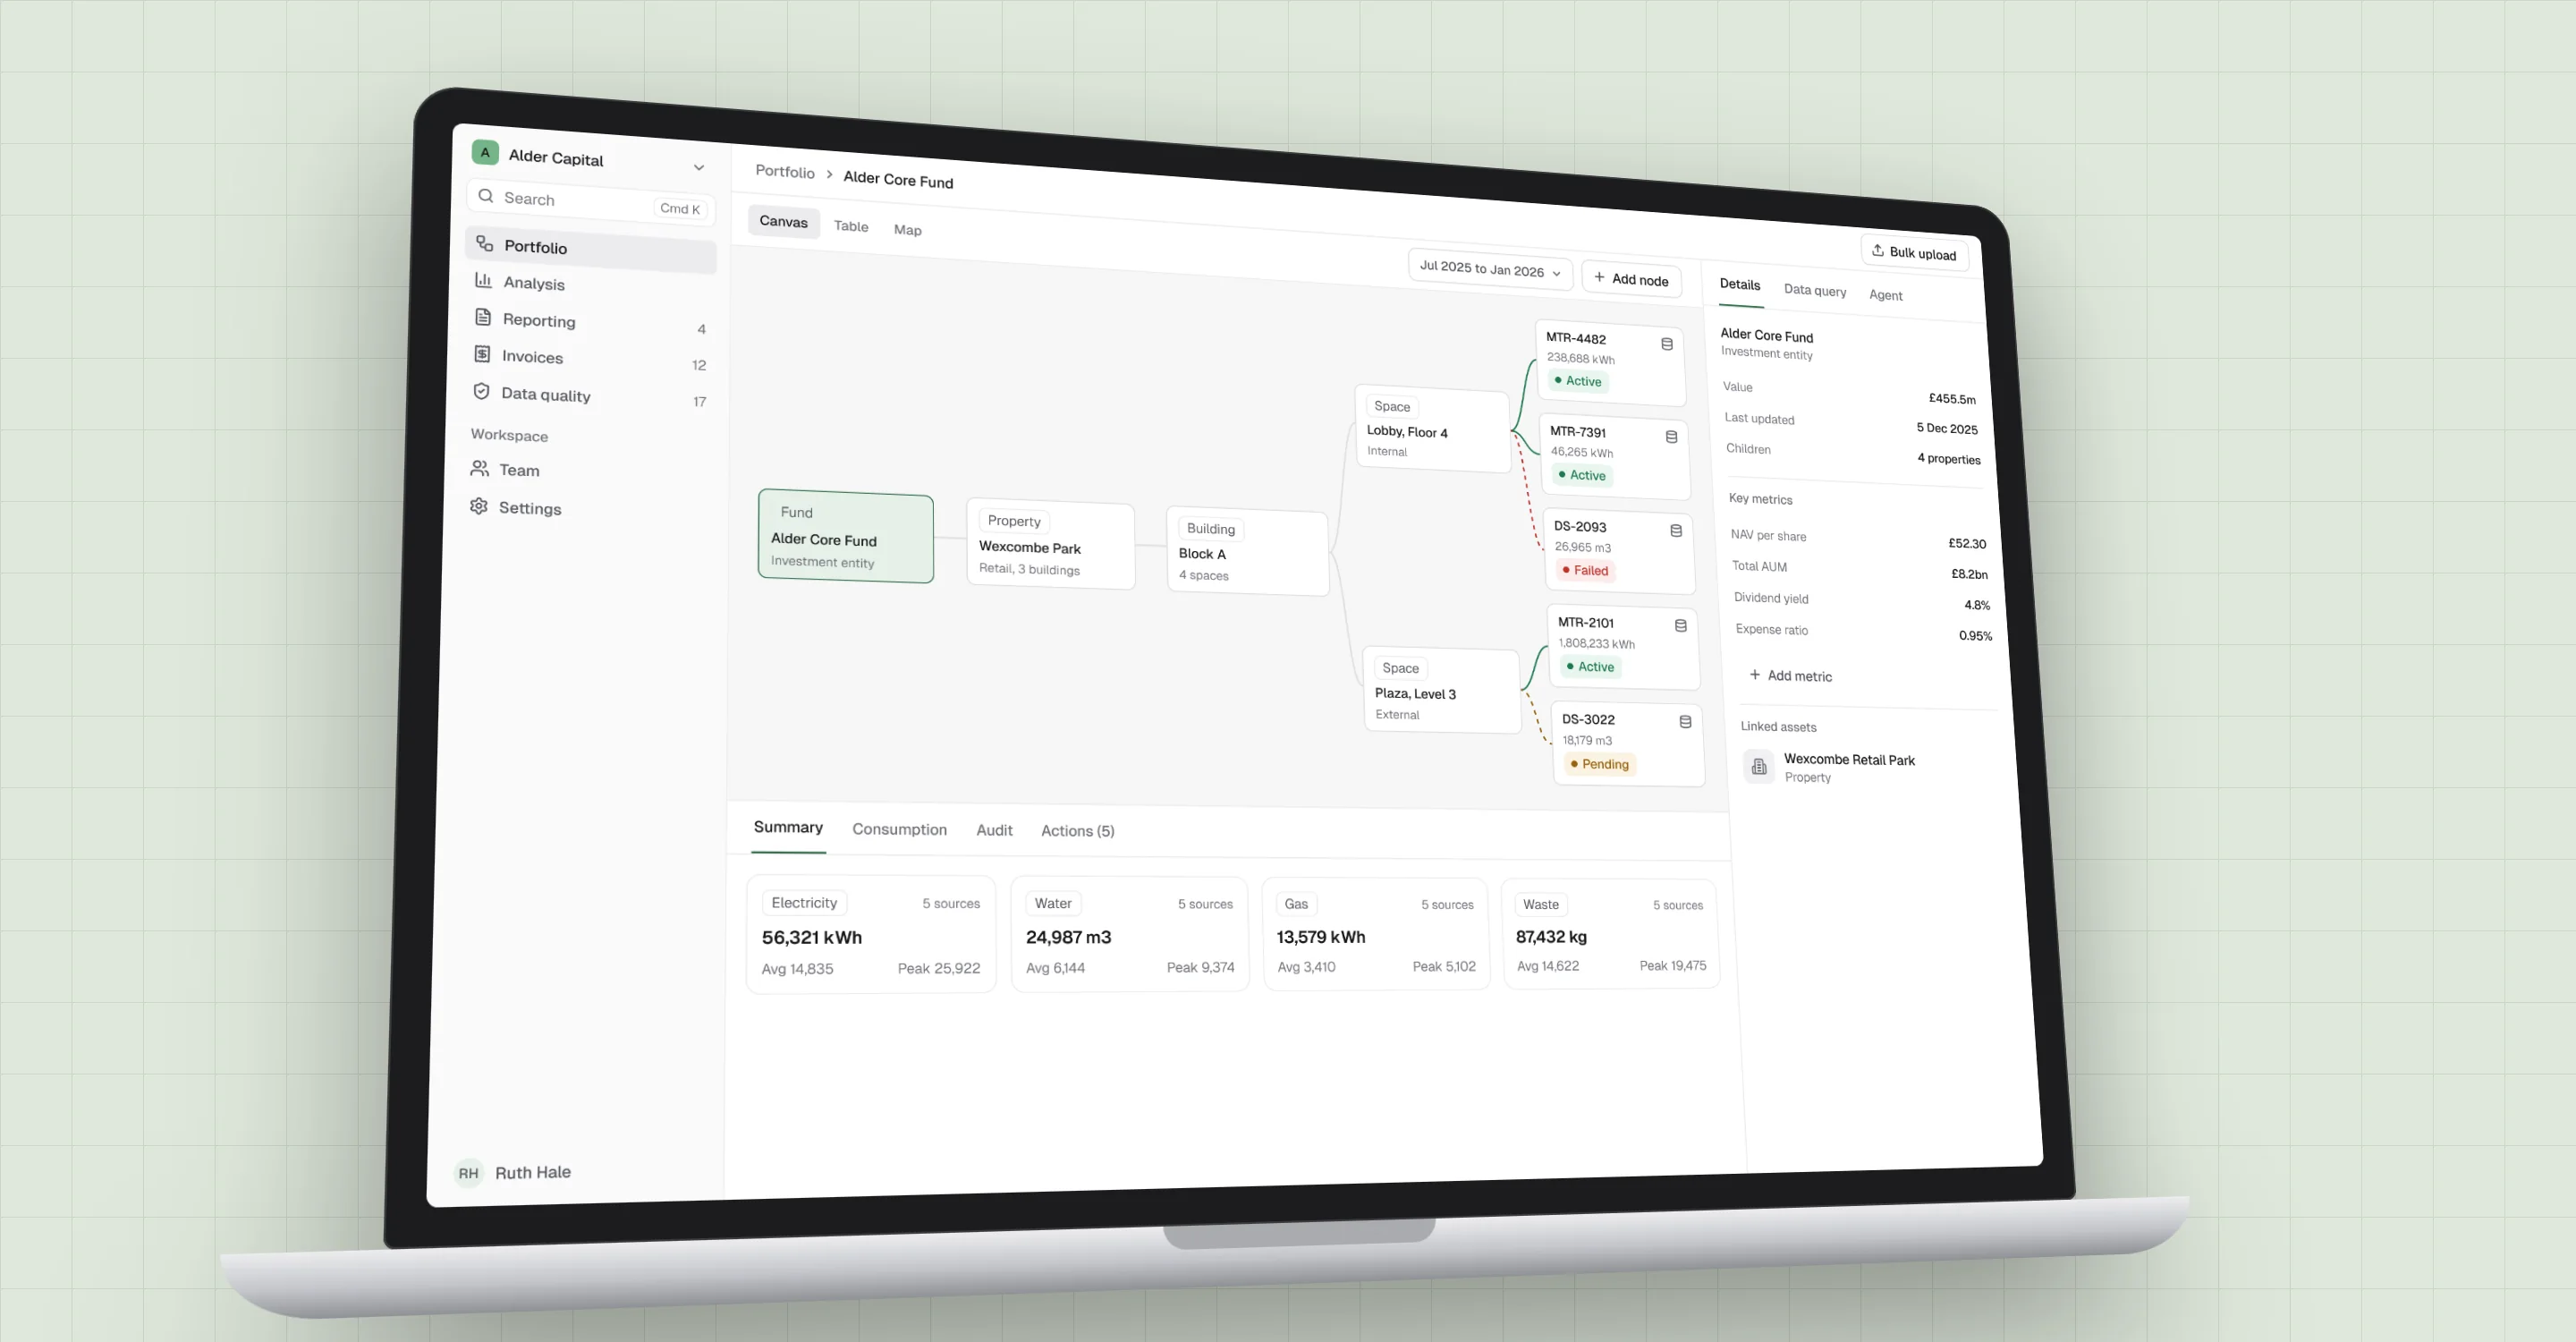 A Alder Capital
Search Cmd K
Portfolio
Analysis
Reporting 4
Invoices 12
Data quality 17
Workspace
Team
Settings
RH Ruth Hale
Portfolio > Alder Core Fund
Bulk upload
Canvas Table Map
Jul 2025 to Jan 2026
+ Add node
Fund
Alder Core Fund
Investment entity
Property
Wexcombe Park
Retail, 3 buildings
Building
Block A
4 spaces
Space
Lobby, Floor 4
Internal
Space
Plaza, Level 3
External
MTR-4482
238,688 kWh
Active
MTR-7391
46,265 kWh
Active
DS-2093
26,965 m3
Failed
MTR-2101
1,808,233 kWh
Active
DS-3022
18,179 m3
Pending
Summary Consumption Audit Actions (5)
Electricity 5 sources
56,321 kWh
Avg 14,835 Peak 25,922
Water 5 sources
24,987 m3
Avg 6,144 Peak 9,374
Gas 5 sources
13,579 kWh
Avg 3,410 Peak 5,102
Waste 5 sources
87,432 kg
Avg 14,622 Peak 19,475
Details Data query Agent
Alder Core Fund
Investment entity
Value £455.5m
Last updated 5 Dec 2025
Children 4 properties
Key metrics
NAV per share £52.30
Total AUM £8.2bn
Dividend yield 4.8%
Expense ratio 0.95%
+ Add metric
Linked assets
Wexcombe Retail Park
Property